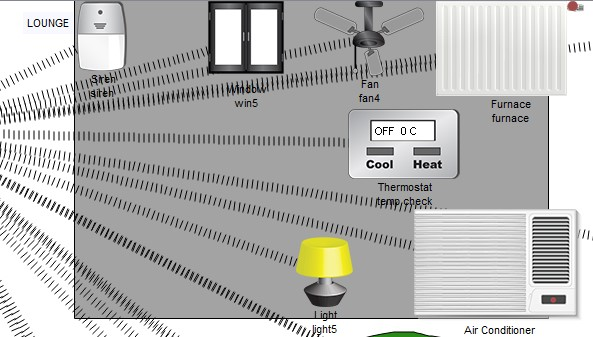 LOUNGE
Siren
siren
Window
win5
Fan
fan4
Furnace
furnace
OFF 0 C
Cool Heat
Thermostat
temp check
Light
light5
Air Conditioner